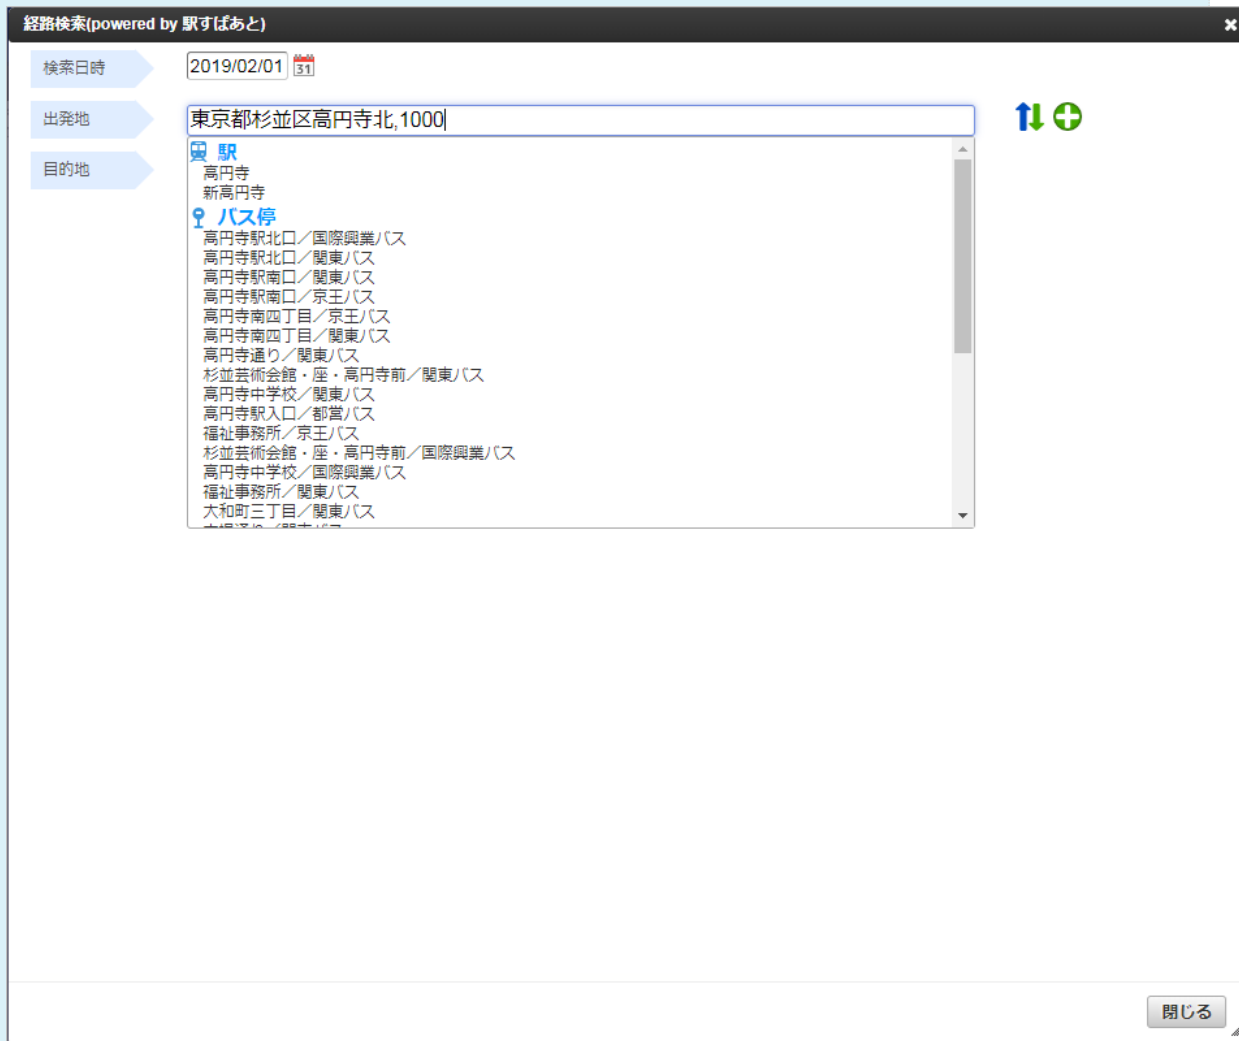 経路検索(powered by 駅すぱあと)
検索日時
2019/02/01
31
出発地
東京都杉並区高円寺北,1000
目的地
駅
高円寺
新高円寺
バス停
高円寺駅北口／国際興業バス
高円寺駅北口／関東バス
高円寺駅南口／関東バス
高円寺駅南口／京王バス
高円寺南四丁目／京王バス
高円寺南四丁目／関東バス
高円寺通り／関東バス
杉並芸術会館・座・高円寺前／関東バス
高円寺中学校／関東バス
高円寺駅入口／都営バス
福祉事務所／京王バス
杉並芸術会館・座・高円寺前／国際興業バス
高円寺中学校／国際興業バス
福祉事務所／関東バス
大和町三丁目／関東バス
閉じる